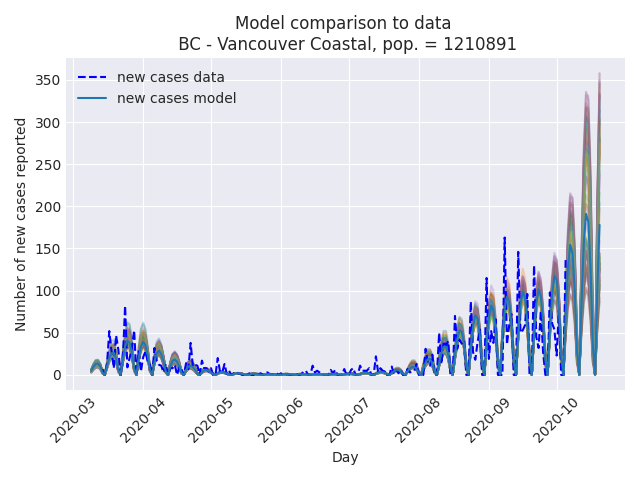 Model comparison to data
BC - Vancouver Coastal, pop. = 1210891
new cases data
new cases model
Number of new cases reported
350
300
250
200
150
100
50
0
2020-03
2020-04
2020-05
2020-06
2020-07
2020-08
2020-09
2020-10
Day